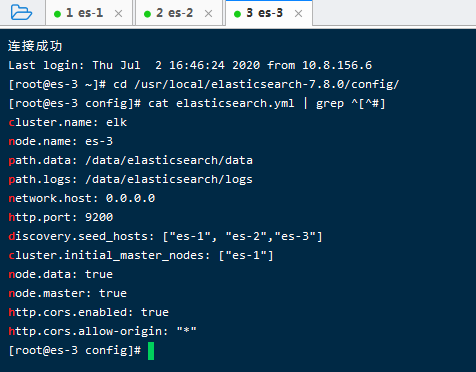 1 es-1 × 2 es-2 × 3 es-3 ×
连接成功
Last login: Thu Jul  2 16:46:24 2020 from 10.8.156.6
[root@es-3 ~]# cd /usr/local/elasticsearch-7.8.0/config/
[root@es-3 config]# cat elasticsearch.yml | grep ^[^#]
cluster.name: elk
node.name: es-3
path.data: /data/elasticsearch/data
path.logs: /data/elasticsearch/logs
network.host: 0.0.0.0
http.port: 9200
discovery.seed_hosts: ["es-1", "es-2","es-3"]
cluster.initial_master_nodes: ["es-1"]
node.data: true
node.master: true
http.cors.enabled: true
http.cors.allow-origin: "*"
[root@es-3 config]#